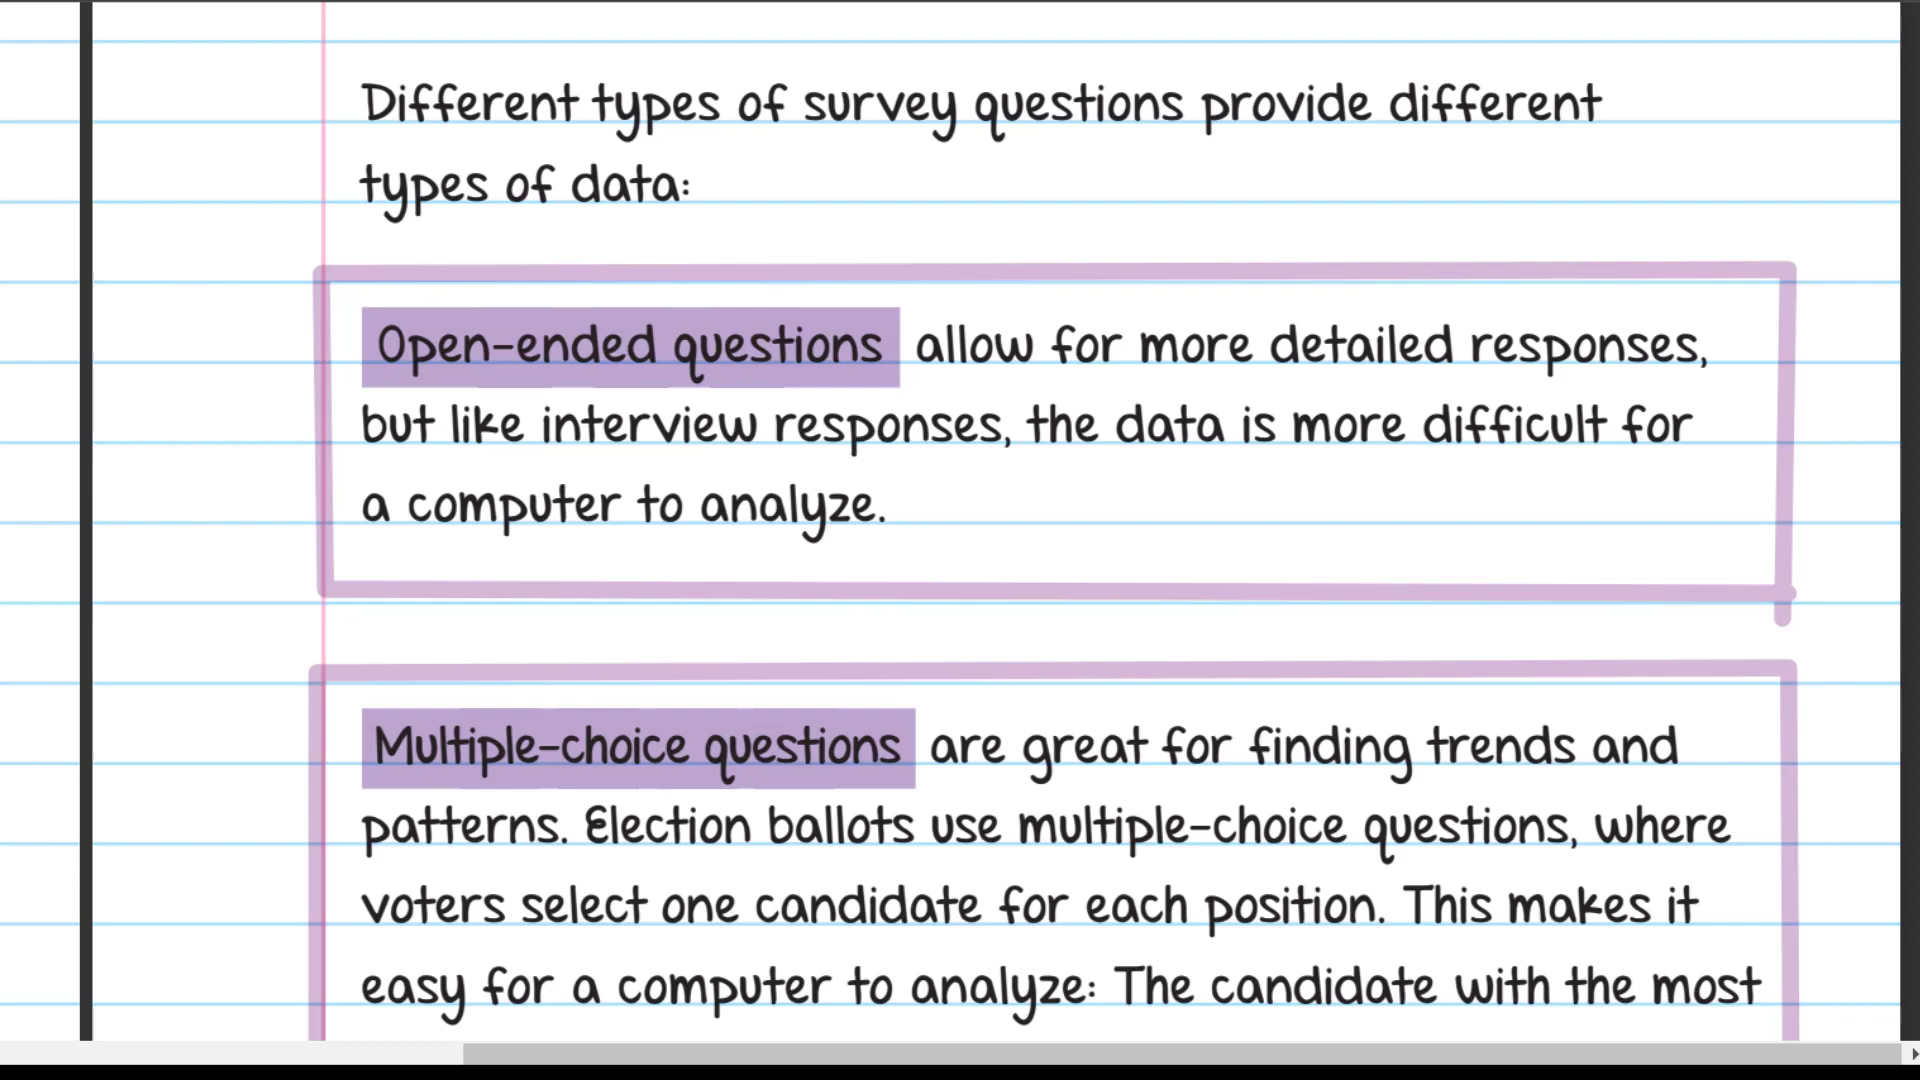 Different types of survey questions provide different
types of data:
Open-ended questions allow for more detailed responses,
but like interview responses, the data is more difficult for
a computer to analyze.
Multiple-choice questions are great for finding trends and
patterns. Election ballots use multiple-choice questions, where
voters select one candidate for each position. This makes it
easy for a computer to analyze: The candidate with the most